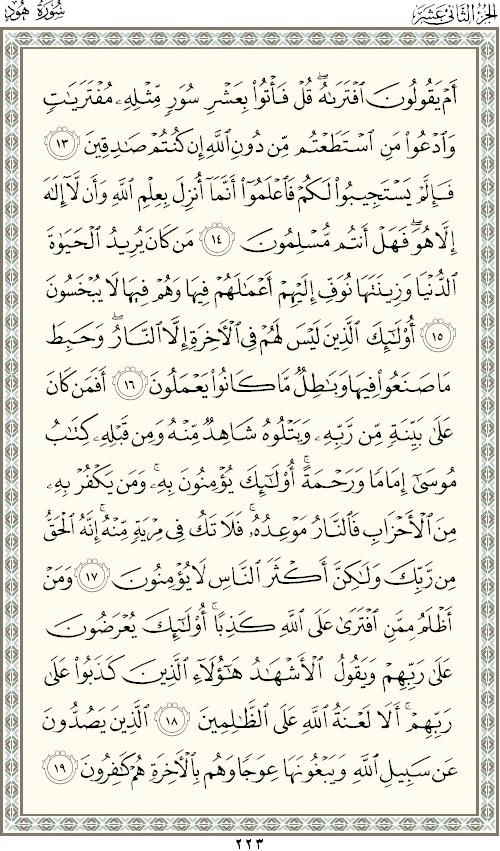 سُورَةُ هُودٍ
الجُزْءُ الثَّانِى عَشَرَ
أَمْ يَقُولُونَ ٱفْتَرَىٰهُ ۖ قُلْ فَأْتُوا۟ بِعَشْرِ سُوَرٍ مِّثْلِهِۦ مُفْتَرَيَـٰتٍ
وَٱدْعُوا۟ مَنِ ٱسْتَطَعْتُم مِّن دُونِ ٱللَّهِ إِن كُنتُمْ صَـٰدِقِينَ ١٣
فَإِلَّمْ يَسْتَجِيبُوا۟ لَكُمْ فَٱعْلَمُوٓا۟ أَنَّمَآ أُنزِلَ بِعِلْمِ ٱللَّهِ وَأَن لَّآ إِلَـٰهَ
إِلَّا هُوَ ۖ فَهَلْ أَنتُم مُّسْلِمُونَ ١٤ مَن كَانَ يُرِيدُ ٱلْحَيَوٰةَ
ٱلدُّنْيَا وَزِينَتَهَا نُوَفِّ إِلَيْهِمْ أَعْمَـٰلَهُمْ فِيهَا وَهُمْ فِيهَا لَا يُبْخَسُونَ
١٥ أُو۟لَـٰٓئِكَ ٱلَّذِينَ لَيْسَ لَهُمْ فِى ٱلْـَٔاخِرَةِ إِلَّا ٱلنَّارُ ۖ وَحَبِطَ
مَا صَنَعُوا۟ فِيهَا وَبَـٰطِلٌ مَّا كَانُوا۟ يَعْمَلُونَ ١٦ أَفَمَن كَانَ
عَلَىٰ بَيِّنَةٍ مِّن رَّبِّهِۦ وَيَتْلُوهُ شَاهِدٌ مِّنْهُ وَمِن قَبْلِهِۦ كِتَـٰبُ
مُوسَىٰٓ إِمَامًا وَرَحْمَةً ۚ أُو۟لَـٰٓئِكَ يُؤْمِنُونَ بِهِۦ ۚ وَمَن يَكْفُرْ بِهِۦ
مِنَ ٱلْأَحْزَابِ فَٱلنَّارُ مَوْعِدُهُۥ ۚ فَلَا تَكُ فِى مِرْيَةٍ مِّنْهُ ۚ إِنَّهُ ٱلْحَقُّ
مِن رَّبِّكَ وَلَـٰكِنَّ أَكْثَرَ ٱلنَّاسِ لَا يُؤْمِنُونَ ١٧ وَمَنْ
أَظْلَمُ مِمَّنِ ٱفْتَرَىٰ عَلَى ٱللَّهِ كَذِبًا ۚ أُو۟لَـٰٓئِكَ يُعْرَضُونَ
عَلَىٰ رَبِّهِمْ وَيَقُولُ ٱلْأَشْهَـٰدُ هَـٰٓؤُلَآءِ ٱلَّذِينَ كَذَبُوا۟ عَلَىٰ
رَبِّهِمْ ۚ أَلَا لَعْنَةُ ٱللَّهِ عَلَى ٱلظَّـٰلِمِينَ ١٨ ٱلَّذِينَ يَصُدُّونَ
عَن سَبِيلِ ٱللَّهِ وَيَبْغُونَهَا عِوَجًا وَهُم بِٱلْـَٔاخِرَةِ هُمْ كَـٰفِرُونَ ١٩
٢٢٣